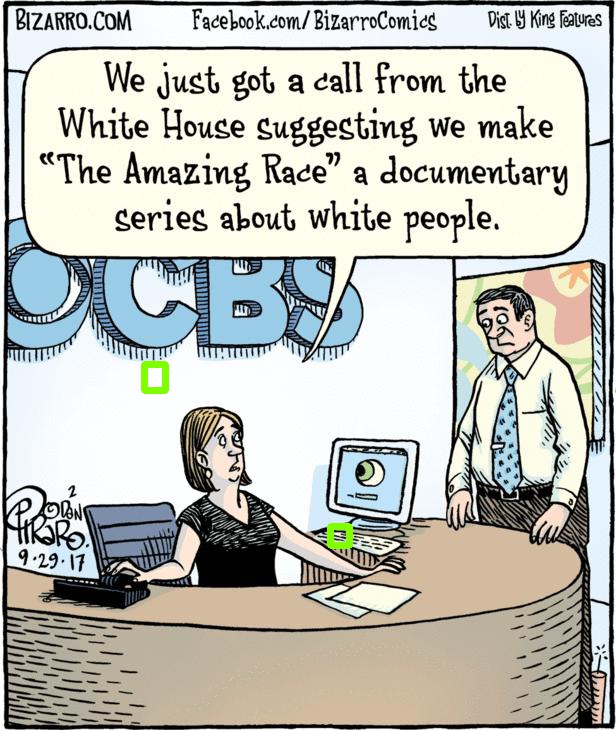 BIZARRO.COM Facebook.com/BizarroComics Dist. by King Features
We just got a call from the
White House suggesting we make
“The Amazing Race” a documentary
series about white people.
CBS
2
Dan
Piraro.
9.29.17